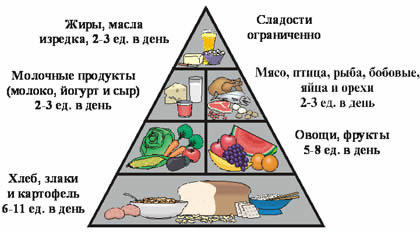 Жиры, масла
изредка, 2-3 ед. в день
Сладости
ограниченно
Молочные продукты
(молоко, йогурт и сыр)
2-3 ед. в день
Мясо, птица, рыба, бобовые,
яйца и орехи
2-3 ед. в день
Овощи, фрукты
5-8 ед. в день
Хлеб, злаки
и картофель
6-11 ед. в день